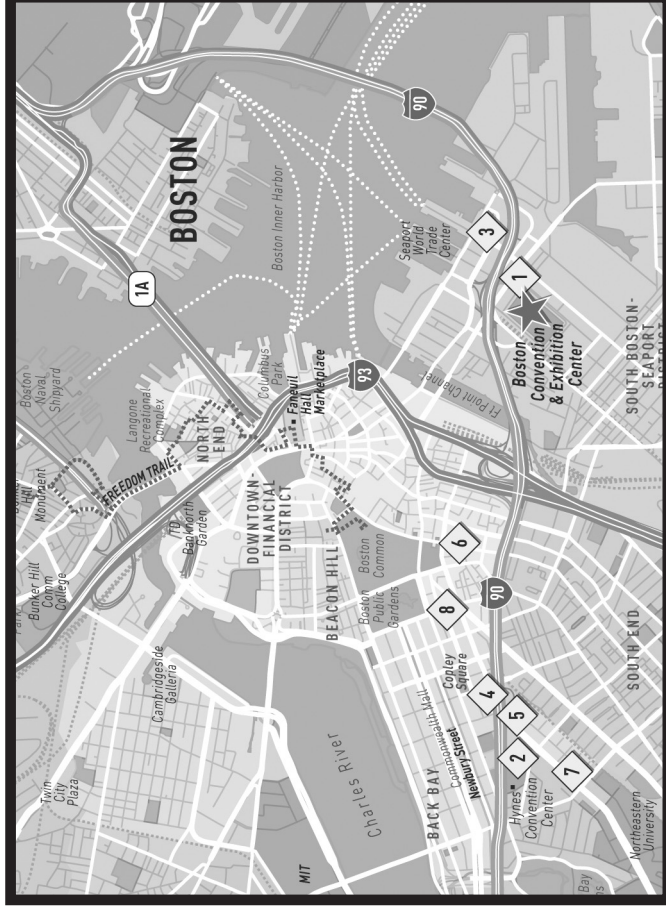 Twin
City
Plaza
Park
Bunker Hill
Comm
College
Hill
Monument
Boston
Naval
Shipyard
MIT
Cambridgeside
Galleria
FREEDOM TRAIL
TD
Banknorth
Garden
Langone
Recreational
Complex
1A
BOSTON
NORTH
END
Charles River
DOWNTOWN
FINANCIAL
DISTRICT
Columbus
Park
Faneuil
Hall
Marketplace
Boston Inner Harbor
BEACON HILL
93
Boston
Public
Gardens
Boston
Common
BACK BAY
Commonwealth Mall
Newbury Street
Copley
Square
8
6
Ft Point Channel
Seaport
World
Trade
Center
90
3
4
90
5
2
1
Hynes
Convention
Center
Boston
Convention
& Exhibition
Center
7
Bay
Northeastern
University
SOUTH END
SOUTH BOSTON-
SEAPORT